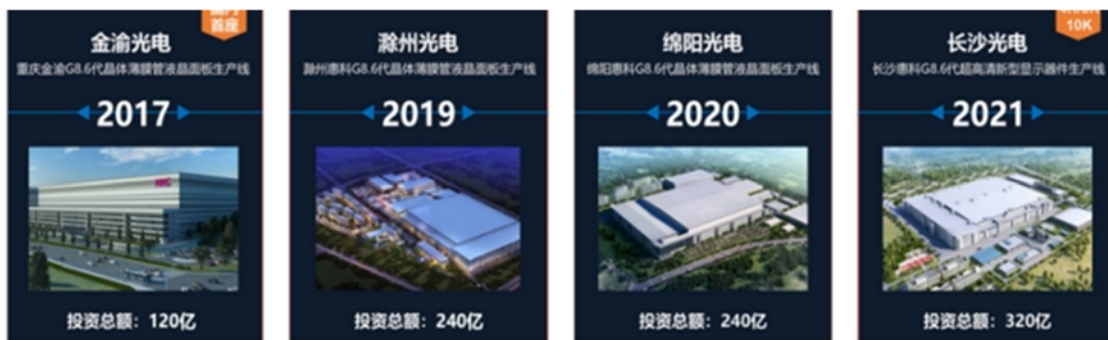 金渝光电
首座
重庆金渝G8.6代晶体薄膜管液晶面板生产线
2017
投资总额：120亿
滁州光电
滁州惠科G8.6代晶体薄膜管液晶面板生产线
2019
投资总额：240亿
绵阳光电
绵阳惠科G8.6代晶体薄膜管液晶面板生产线
2020
投资总额：240亿
长沙光电
10K
长沙惠科G8.6代超高清新型显示器件生产线
2021
投资总额：320亿